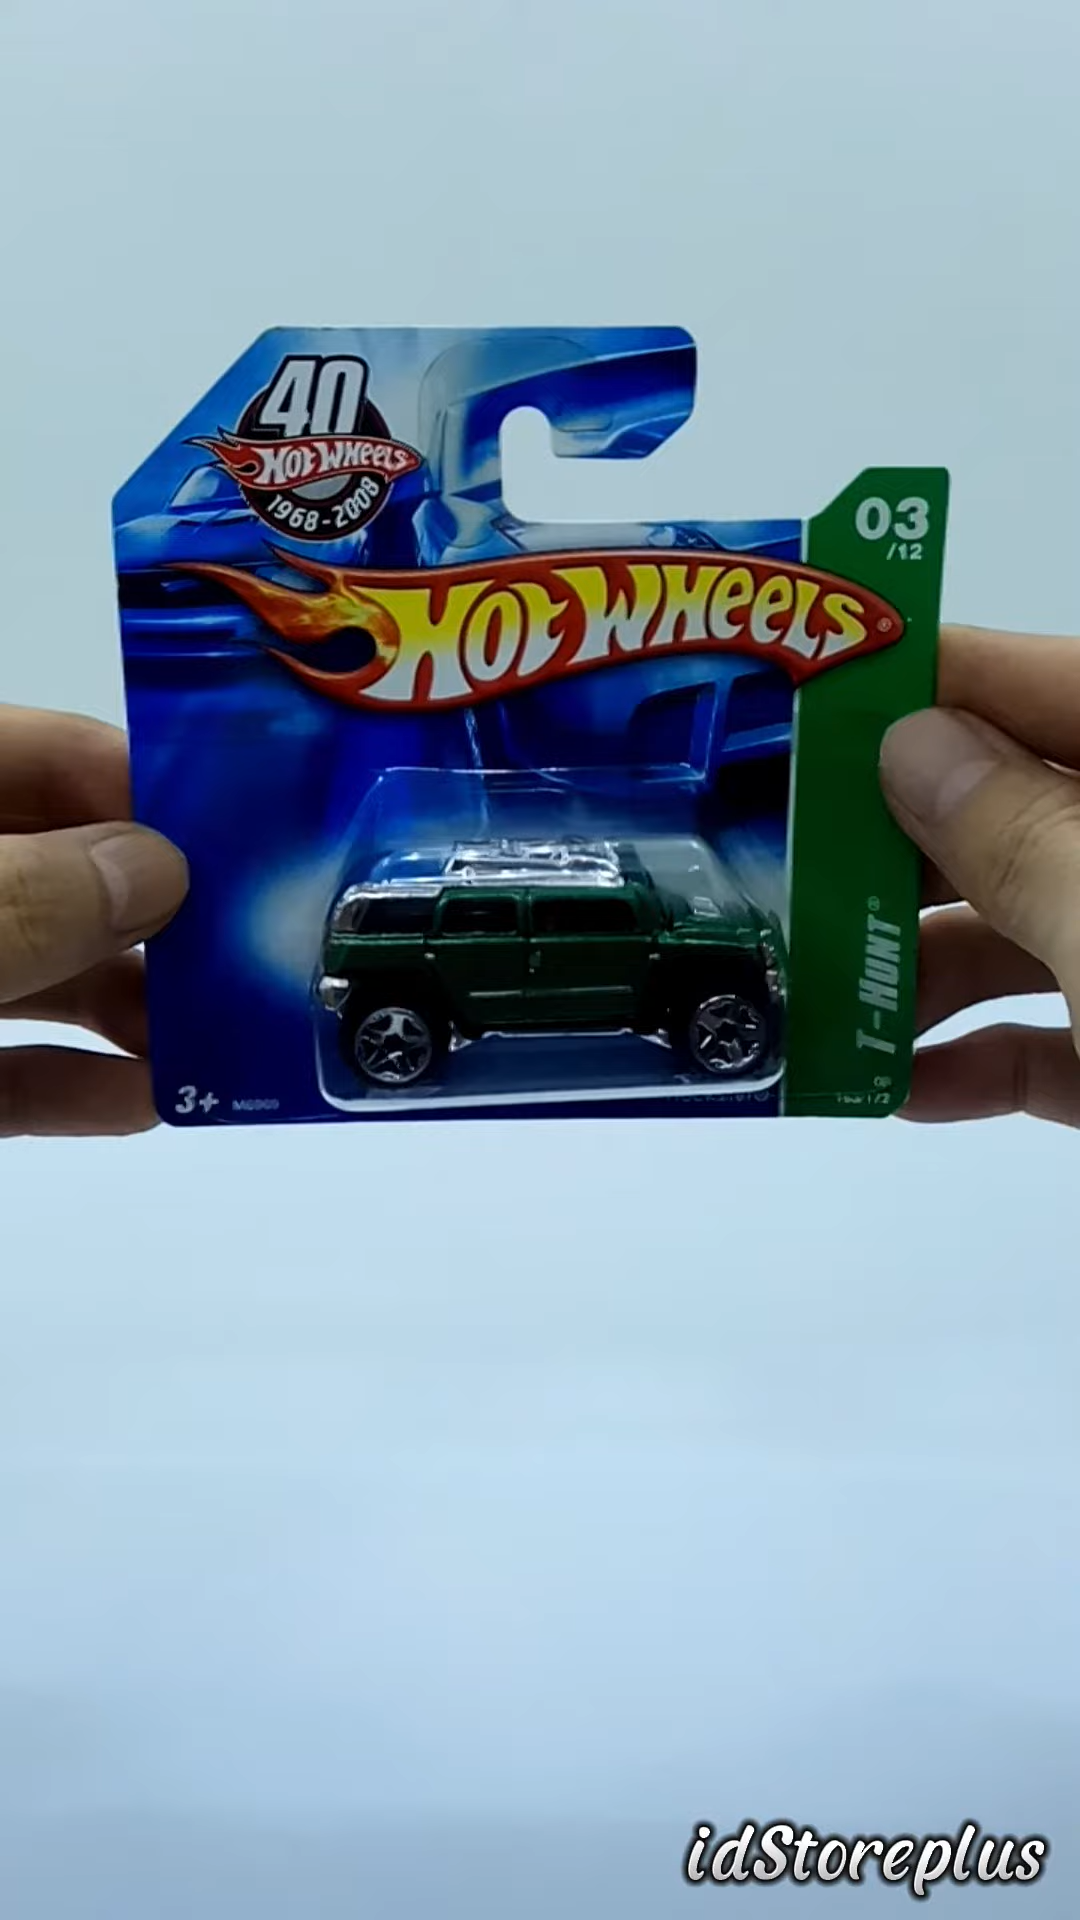 40
HOT WHEELS
1968-2008
03
/12
HOT WHEELS®
T-HUNT®
3+
idStoreplus